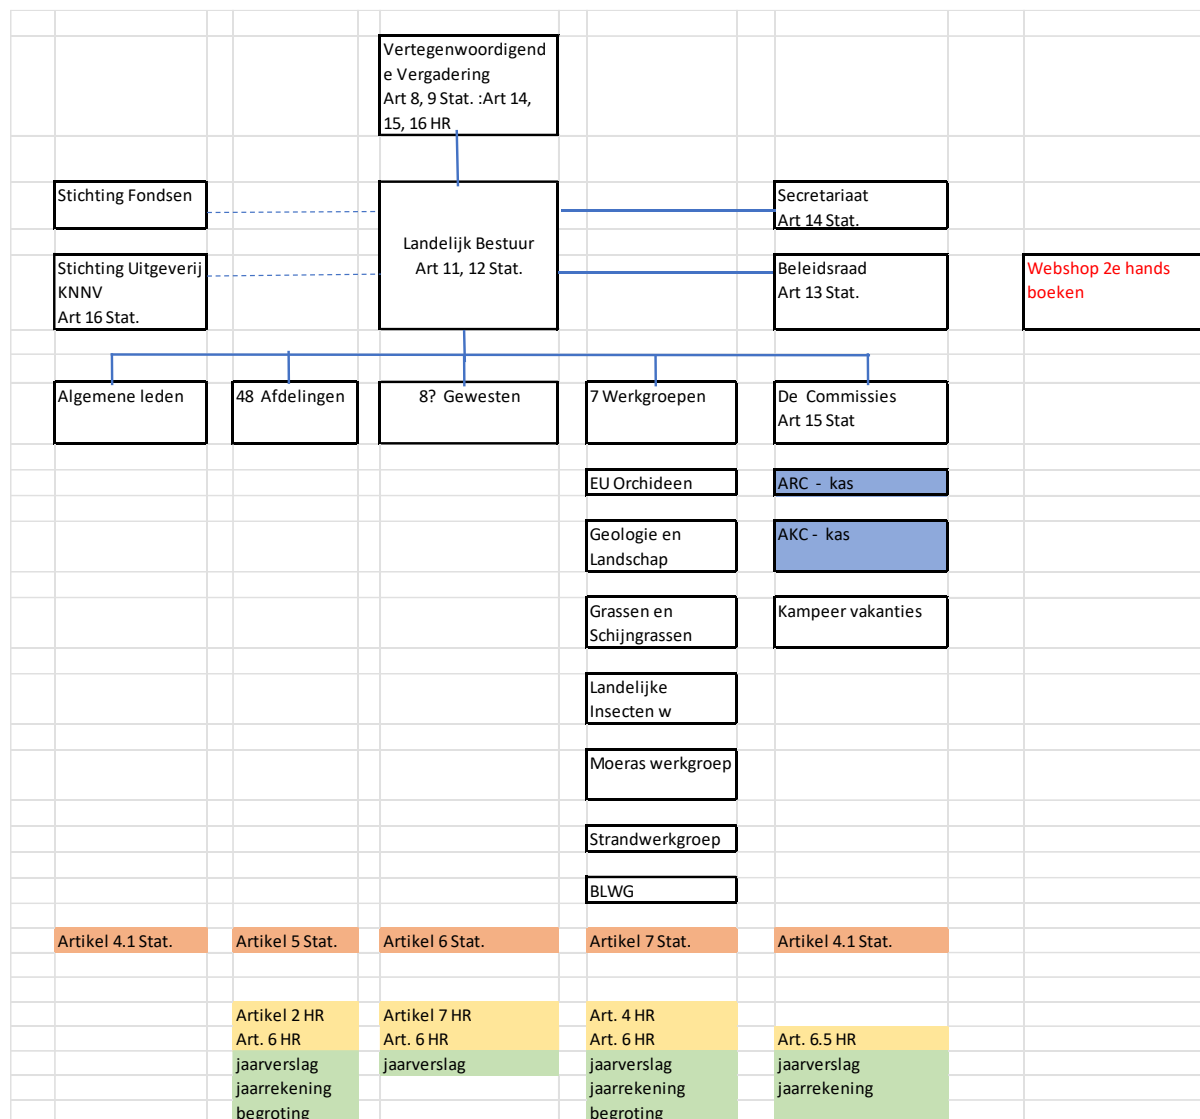 Vertegenwoordigend
e Vergadering
Art 8, 9 Stat. :Art 14,
15, 16 HR
Stichting Fondsen
Landelijk Bestuur
Art 11, 12 Stat.
Secretariaat
Art 14 Stat.
Stichting Uitgeverij
KNNV
Art 16 Stat.
Beleidsraad
Art 13 Stat.
Webshop 2e hands
boeken
Algemene leden
48 Afdelingen
8? Gewesten
7 Werkgroepen
De Commissies
Art 15 Stat
EU Orchideen
ARC - kas
Geologie en
Landschap
AKC - kas
Grassen en
Schijngrassen
Kampeer vakanties
Landelijke
Insecten w
Moeras werkgroep
Strandwerkgroep
BLWG
Artikel 4.1 Stat.
Artikel 5 Stat.
Artikel 6 Stat.
Artikel 7 Stat.
Artikel 4.1 Stat.
Artikel 2 HR
Art. 6 HR
jaarverslag
jaarrekening
begroting
Artikel 7 HR
Art. 6 HR
jaarverslag
Art. 4 HR
Art. 6 HR
jaarverslag
jaarrekening
begroting
Art. 6.5 HR
jaarverslag
jaarrekening